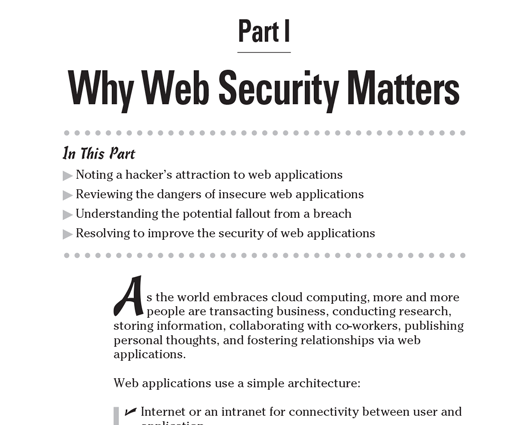 Part I
Why Web Security Matters
In This Part
Noting a hacker's attraction to web applications
Reviewing the dangers of insecure web applications
Understanding the potential fallout from a breach
Resolving to improve the security of web applications
As the world embraces cloud computing, more and more
people are transacting business, conducting research,
storing information, collaborating with co-workers, publishing
personal thoughts, and fostering relationships via web
applications.
Web applications use a simple architecture:
✓ Internet or an intranet for connectivity between user and
application